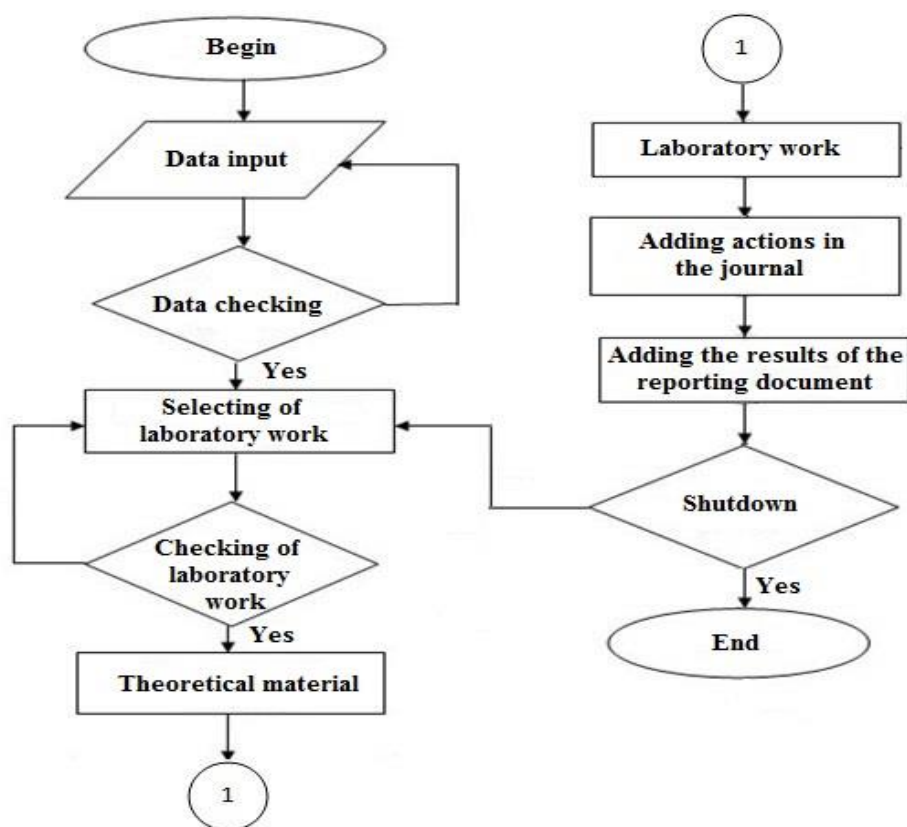 Begin
Data input
Data checking
Yes
Selecting of
laboratory work
Checking of
laboratory
work
Yes
Theoretical material
1
1
Laboratory work
Adding actions in
the journal
Adding the results of the
reporting document
Shutdown
Yes
End